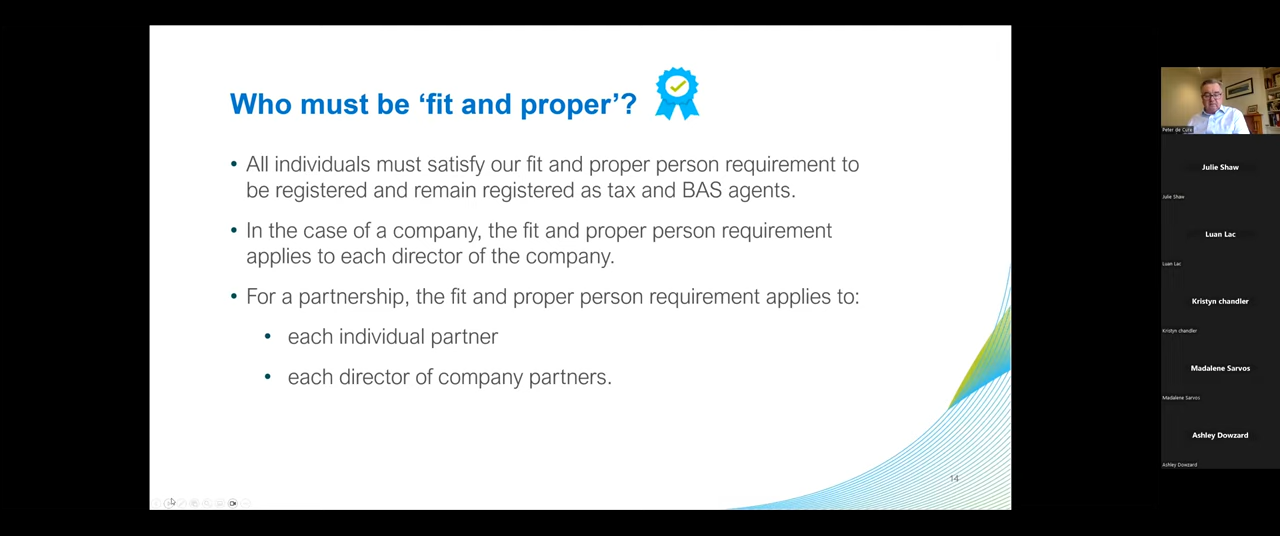 Who must be ‘fit and proper’?
• All individuals must satisfy our fit and proper person requirement to
be registered and remain registered as tax and BAS agents.
• In the case of a company, the fit and proper person requirement
applies to each director of the company.
• For a partnership, the fit and proper person requirement applies to:
• each individual partner
• each director of company partners.
14
Peter de Cure
Julie Shaw
Julie Shaw
Luan Lac
Luan Lac
Kristyn chandler
Kristyn chandler
Madalene Sarvos
Madalene Sarvos
Ashley Dowzard
Ashley Dowzard